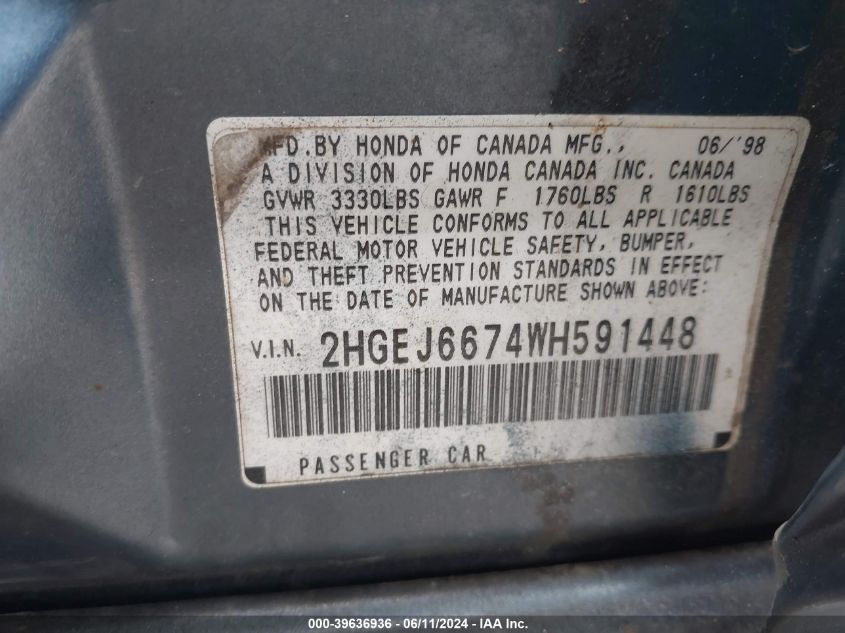 MFD. BY HONDA OF CANADA MFG., 06/'98
A DIVISION OF HONDA CANADA INC. CANADA
GVWR 3330LBS GAWR F 1760LBS R 1610LBS
THIS VEHICLE CONFORMS TO ALL APPLICABLE
FEDERAL MOTOR VEHICLE SAFETY, BUMPER,
AND THEFT PREVENTION STANDARDS IN EFFECT
ON THE DATE OF MANUFACTURE SHOWN ABOVE:
V.I.N. 2HGEJ6674WH591448
PASSENGER CAR
000-39636936 - 06/11/2024 - IAA Inc.